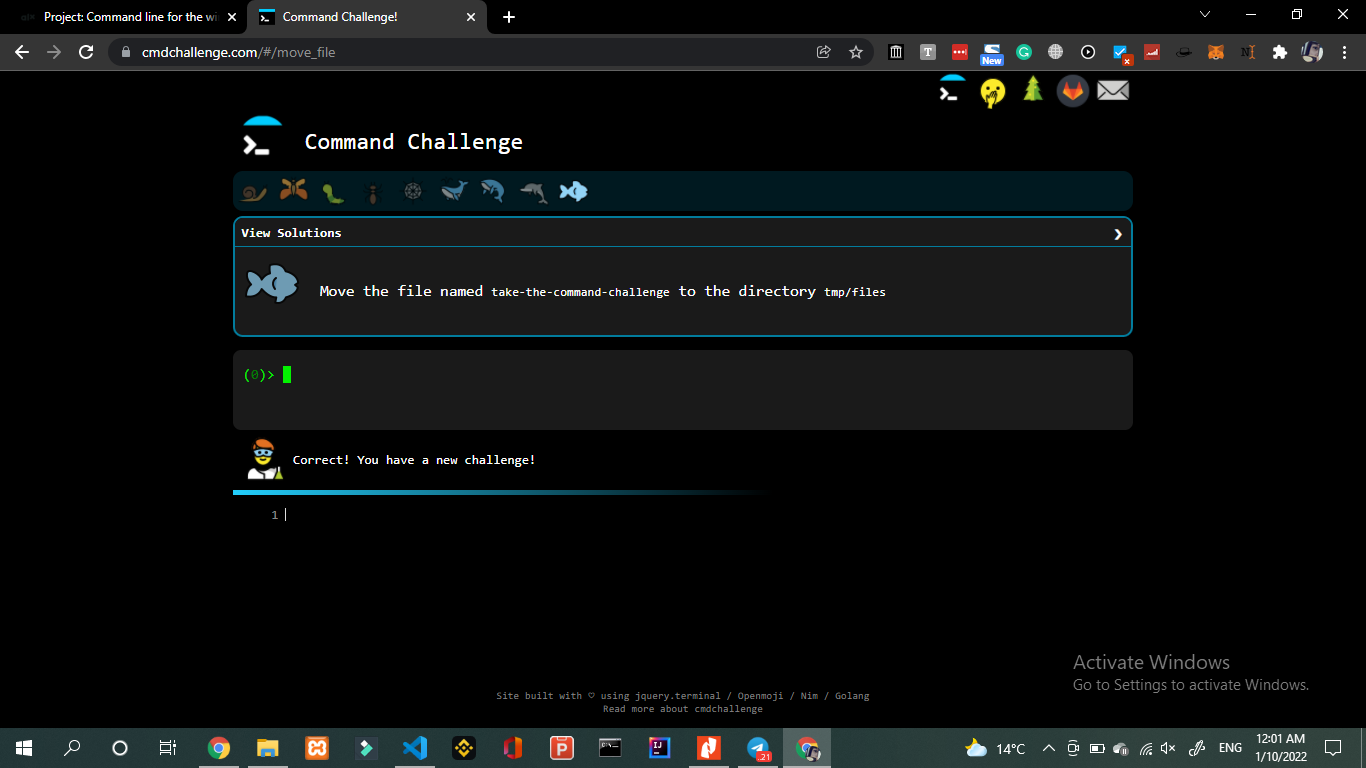 Project: Command line for the wi
Command Challenge!
cmdchallenge.com/#/move_file
New
Command Challenge
View Solutions
Move the file named take-the-command-challenge to the directory tmp/files
(0)>
Correct! You have a new challenge!
1
Activate Windows
Go to Settings to activate Windows.
Site built with ♡ using jquery.terminal / Openmoji / Nim / Golang
Read more about cmdchallenge
14°C
ENG
12:01 AM
1/10/2022
21